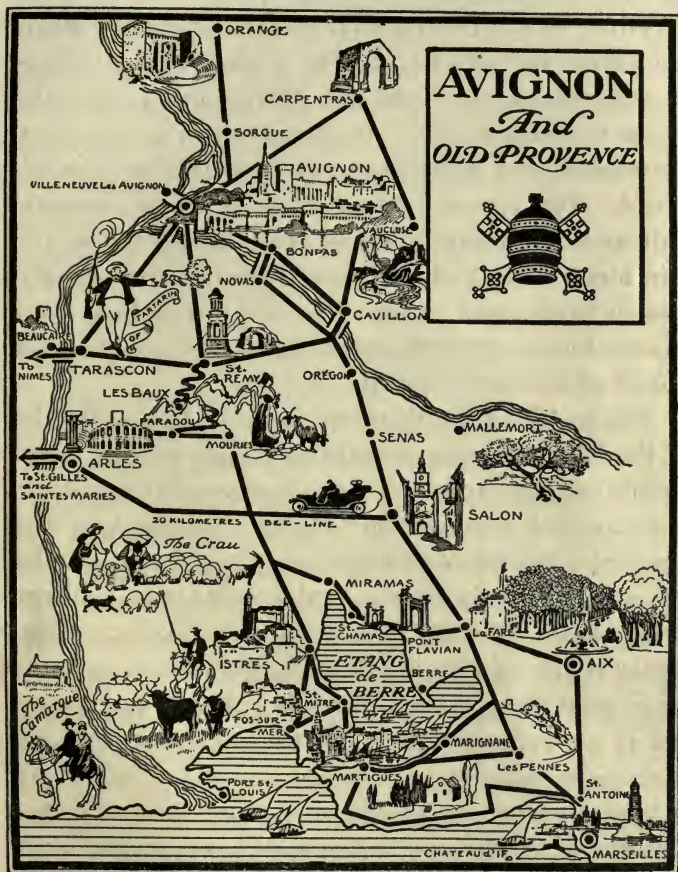 AVIGNON
And
OLD PROVENCE
ORANGE
CARPENTRAS
SORGUE
VILLENEUVE Les AVIGNON
AVIGNON
VAUCLUSE
BONPAS
NOVAS
CAVILLON
TARTARIN
OF
BEAUCAIRE
To
NIMES
TARASCON
St.
REMY
ORÉGON
LES BAUX
PARADOU
MOURIES
SENAS
MALLEMORT
ARLES
To St. GILLES
and
SAINTES MARIES
20 KILOMETRES BEE-LINE
SALON
The Crau
MIRAMAS
St.
CHAMAS
PONT
FLAVIAN
La FARE
AIX
ISTRES
ETANG
de
BERRE
BERRE
St.
MITRE
The
Camargue
FOS-SUR
MER
MARIGNANE
Les PENNES
MARTIGUES
PORT St.
LOUIS
St.
ANTOINE
CHATEAU d'IF
MARSEILLES